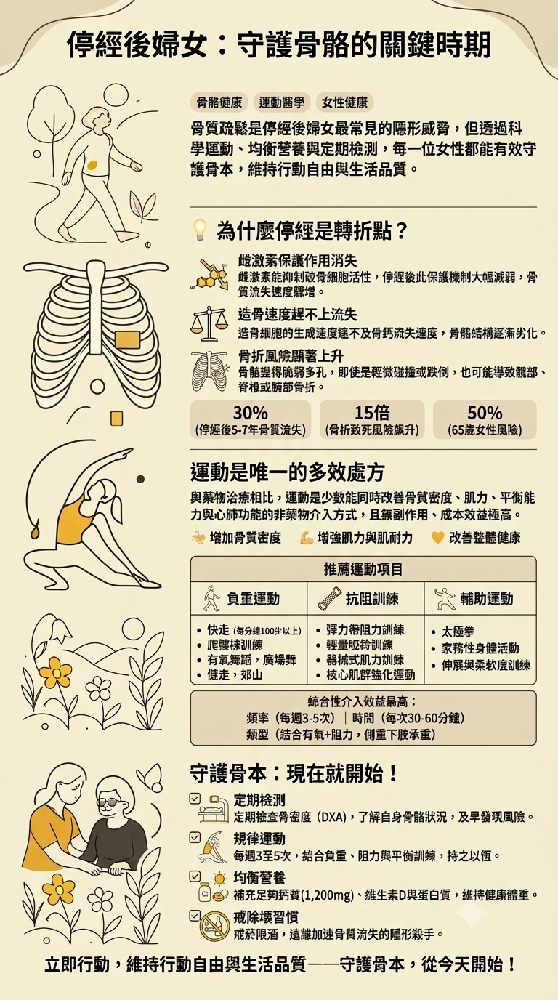 停經後婦女：守護骨骼的關鍵時期
骨骼健康 運動醫學 女性健康
骨質疏鬆是停經後婦女最常見的隱形威脅，但透過科
學運動、均衡營養與定期檢測，每一位女性都能有效守
護骨本，維持行動自由與生活品質。
為什麼停經是轉折點？
雌激素保護作用消失
雌激素能抑制破骨細胞活性，停經後此保護機制大幅減弱，骨
質流失速度驟增。
造骨速度趕不上流失
造骨細胞的生成速度遠不及骨鈣流失速度，骨骼結構逐漸劣化。
骨折風險顯著上升
骨骼變得脆弱多孔，即使是輕微碰撞或跌倒，也可能導致髖部、
脊椎或腕部骨折。
30% 15倍 50%
(停經後5-7年骨質流失) (骨折致死風險飆升) (65歲女性風險)
運動是唯一的多效處方
與藥物治療相比，運動是少數能同時改善骨質密度、肌力、平衡能
力與心肺功能的非藥物介入方式，且無副作用、成本效益極高。
增加骨質密度 增強肌力與肌耐力 改善整體健康
推薦運動項目
負重運動 抗阻訓練 輔助運動
• 快走 (每分鐘100步以上)
• 爬樓梯訓練
• 有氧舞蹈，廣場舞
• 健走，郊山
• 彈力帶阻力訓練
• 輕量啞鈴訓練
• 器械式肌力訓練
• 核心肌群強化運動
• 太極拳
• 家務性身體活動
• 伸展與柔軟度訓練
綜合性介入效益最高：
頻率（每週3-5次）｜時間（每次30-60分鐘）
類型（結合有氧+阻力，側重下肢承重）
守護骨本：現在就開始！
定期檢測
定期檢查骨密度（DXA)，了解自身骨骼狀況，及早發現風險。
規律運動
每週3至5次，結合負重、阻力與平衡訓練，持之以恆。
均衡營養
補充足夠鈣質(1,200mg)、維生素D與蛋白質，維持健康體重。
戒除壞習慣
戒菸限酒，遠離加速骨質流失的隱形殺手。
立即行動，維持行動自由與生活品質——守護骨本，從今天開始！